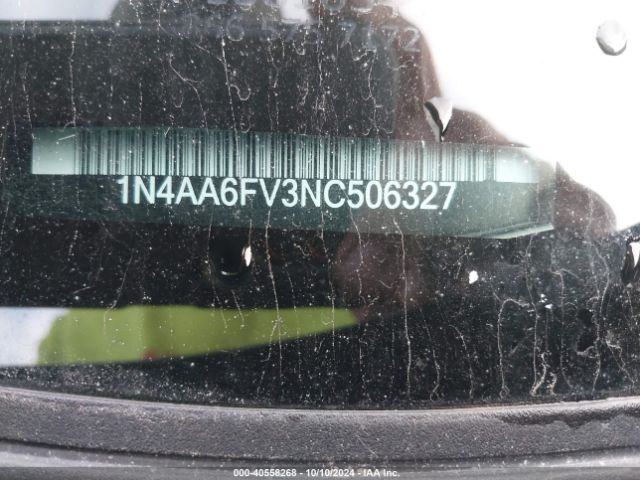 1N4AA6FV3NC506327
000-40558268 - 10/10/2024 - IAA Inc.